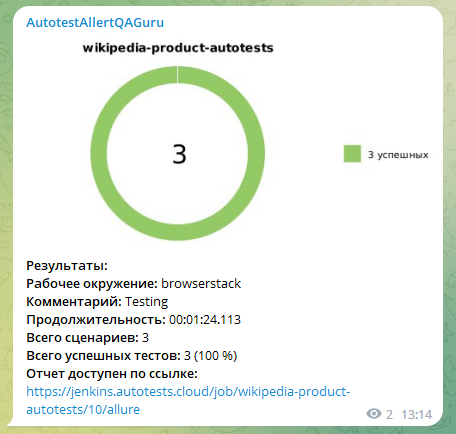 AutotestAllertQAGuru
wikipedia-product-autotests
3
3 успешных
Результаты:
Рабочее окружение: browserstack
Комментарий: Testing
Продолжительность: 00:01:24.113
Всего сценариев: 3
Всего успешных тестов: 3 (100 %)
Отчет доступен по ссылке:
https://jenkins.autotests.cloud/job/wikipedia-product-
autotests/10/allure
2 13:14